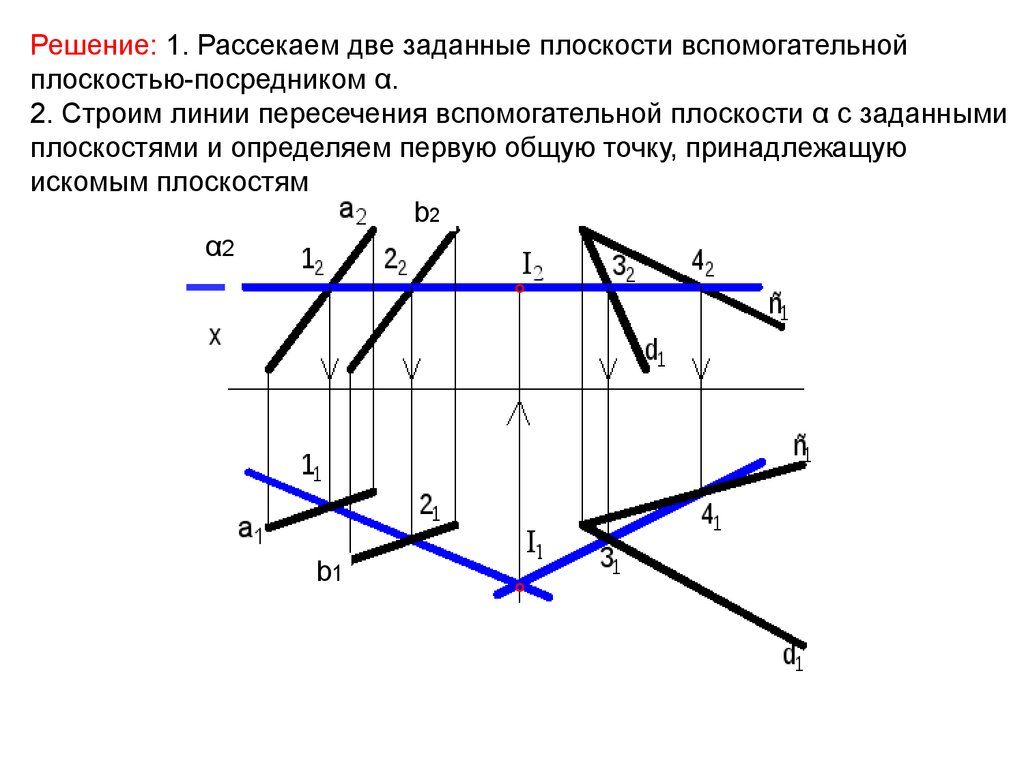 Решение: 1. Рассекаем две заданные плоскости вспомогательной
плоскостью-посредником α.
2. Строим линии пересечения вспомогательной плоскости α с заданными
плоскостями и определяем первую общую точку, принадлежащую
искомым плоскостям
a2 b2
α2 12 22 I2 32 42
ñ1
x d1
11 ñ1
a1 21 I1 31 41
b1
d1